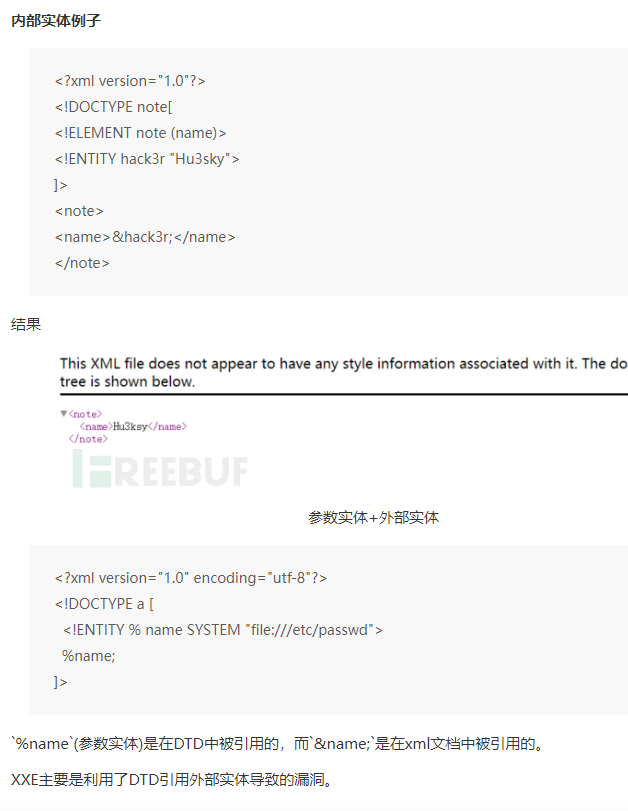 内部实体例子
<?xml version="1.0"?>
<!DOCTYPE note[
<!ELEMENT note (name)>
<!ENTITY hack3r "Hu3sky">
]>
<note>
<name>&hack3r;</name>
</note>
结果
This XML file does not appear to have any style information associated with it. The do
tree is shown below.
▼<note>
<name>Hu3ksy</name>
</note>
FREEBUF
参数实体+外部实体
<?xml version="1.0" encoding="utf-8"?>
<!DOCTYPE a [
<!ENTITY % name SYSTEM "file:///etc/passwd">
%name;
]>
`%name`(参数实体)是在DTD中被引用的，而`&name;`是在xml文档中被引用的。
XXE主要是利用了DTD引用外部实体导致的漏洞。